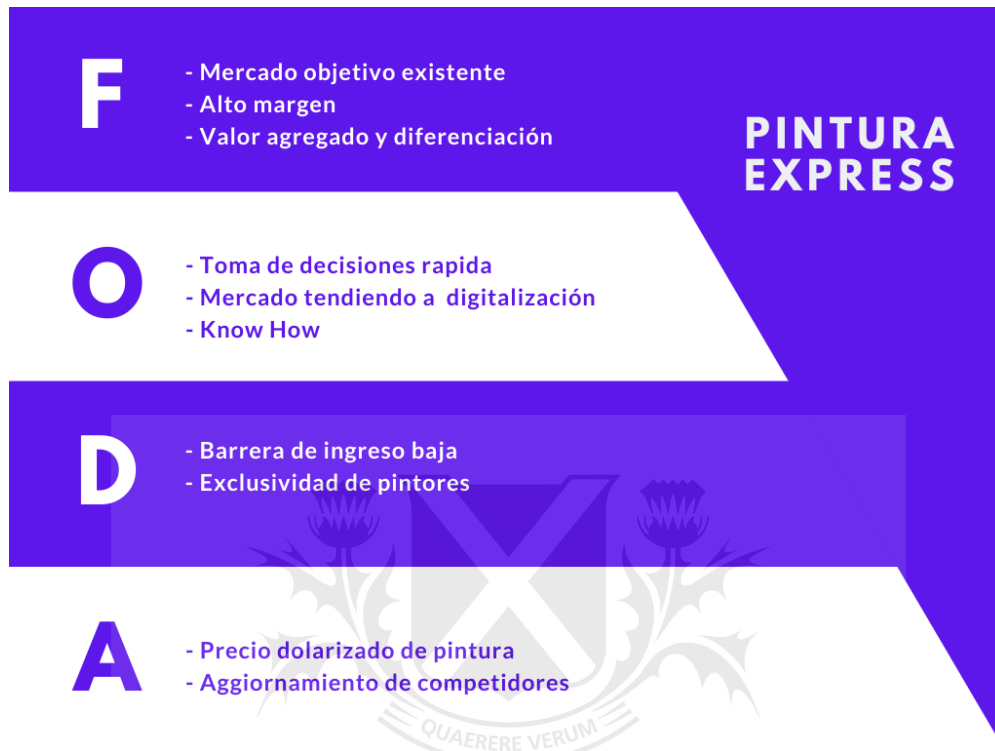 F
- Mercado objetivo existente
- Alto margen
- Valor agregado y diferenciación
PINTURA
EXPRESS
O
- Toma de decisiones rapida
- Mercado tendiendo a digitalización
- Know How
D
- Barrera de ingreso baja
- Exclusividad de pintores
A
- Precio dolarizado de pintura
- Aggiornamiento de competidores
QUAERERE VERUM